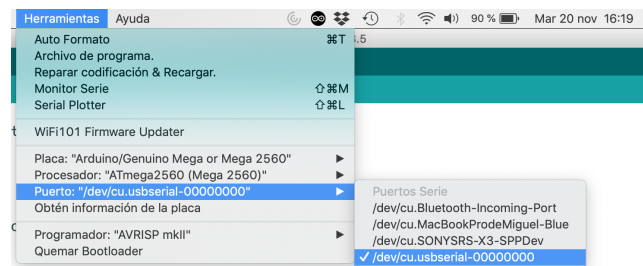 Herramientas Ayuda 90 % Mar 20 nov 16:19
Auto Formato ⌘T .5
Archivo de programa.
Reparar codificación & Recargar.
Monitor Serie ⇧⌘M
Serial Plotter ⇧⌘L
WiFi101 Firmware Updater
Placa: "Arduino/Genuino Mega or Mega 2560"
Procesador: "ATmega2560 (Mega 2560)"
Puerto: "/dev/cu.usbserial-00000000"
Obtén información de la placa
Programador: "AVRISP mkII"
Quemar Bootloader
Puertos Serie
/dev/cu.Bluetooth-Incoming-Port
/dev/cu.MacBookProdeMiguel-Blue
/dev/cu.SONYSRS-X3-SPPDev
✓ /dev/cu.usbserial-00000000